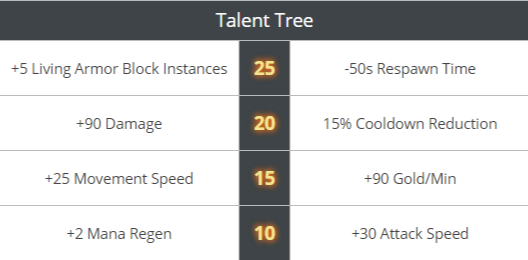 Talent Tree
+5 Living Armor Block Instances 25 -50s Respawn Time
+90 Damage 20 15% Cooldown Reduction
+25 Movement Speed 15 +90 Gold/Min
+2 Mana Regen 10 +30 Attack Speed